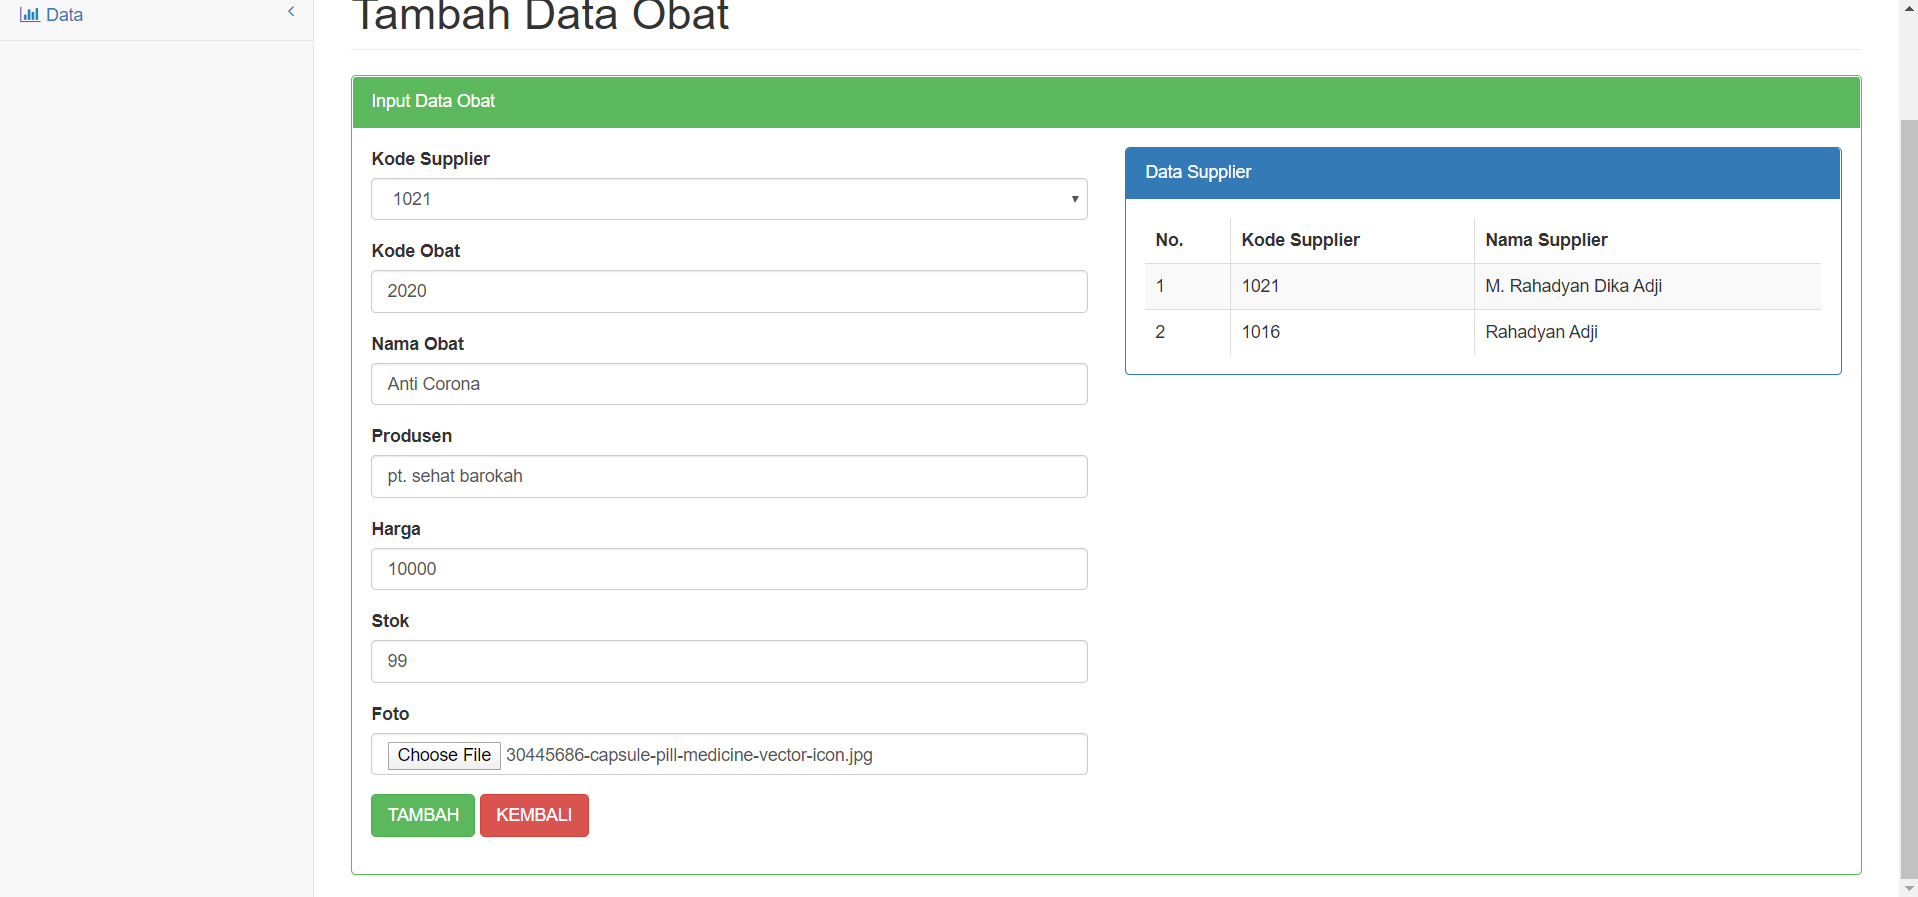 Data
Tambah Data Obat
Input Data Obat
Kode Supplier
1021
Kode Obat
2020
Nama Obat
Anti Corona
Produsen
pt. sehat barokah
Harga
10000
Stok
99
Foto
Choose File 30445686-capsule-pill-medicine-vector-icon.jpg
TAMBAH KEMBALI
Data Supplier
No. Kode Supplier Nama Supplier
1 1021 M. Rahadyan Dika Adji
2 1016 Rahadyan Adji